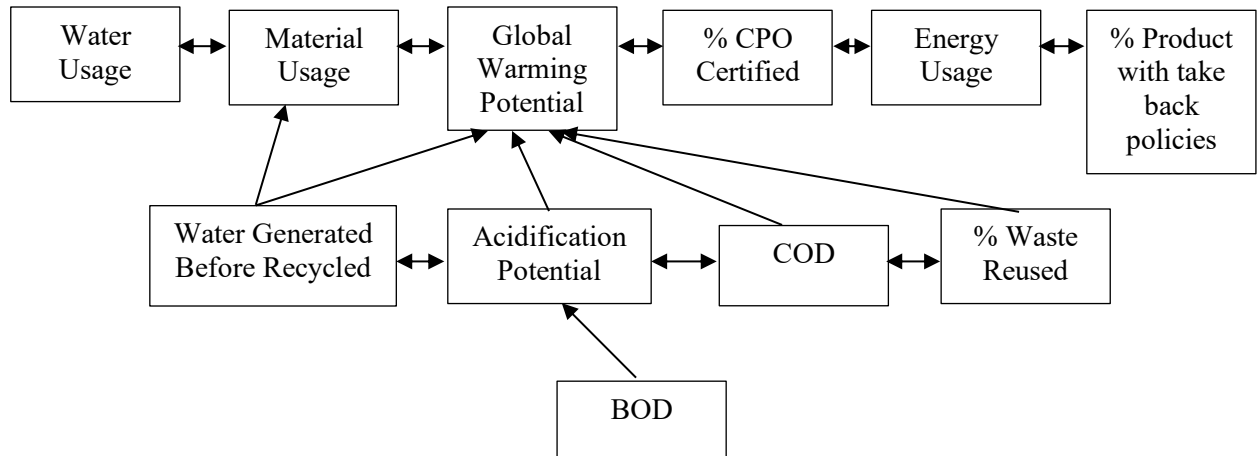 Water
Usage
Material
Usage
Global
Warming
Potential
% CPO
Certified
Energy
Usage
% Product
with take
back
policies
Water Generated
Before Recycled
Acidification
Potential
COD
% Waste
Reused
BOD